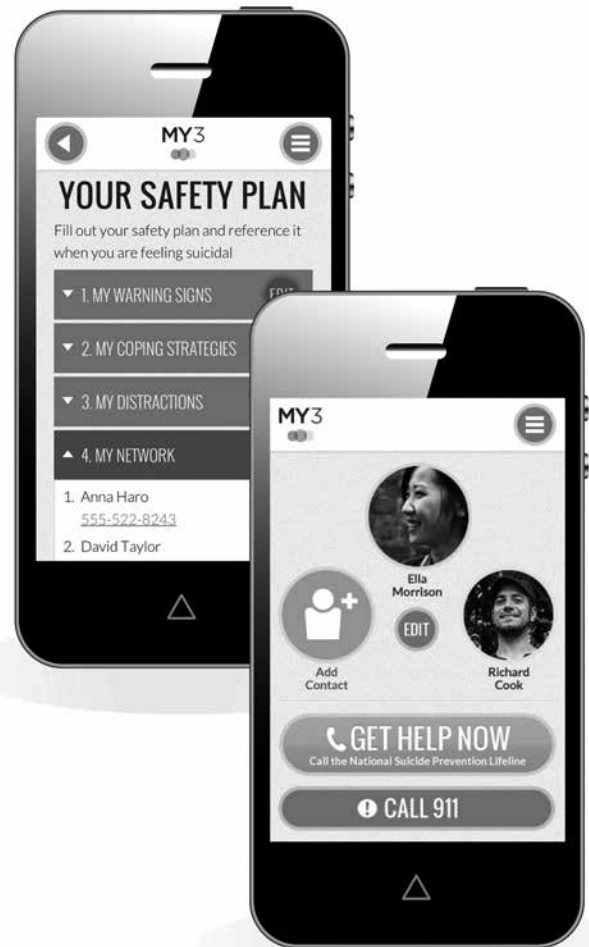 MY3
YOUR SAFETY PLAN
Fill out your safety plan and reference it
when you are feeling suicidal
1. MY WARNING SIGNS
EDIT
2. MY COPING STRATEGIES
3. MY DISTRACTIONS
4. MY NETWORK
1. Anna Haro
555-522-8243
2. David Taylor
MY3
Ella
Morrison
EDIT
Add
Contact
Richard
Cook
GET HELP NOW
Call the National Suicide Prevention Lifeline
CALL 911